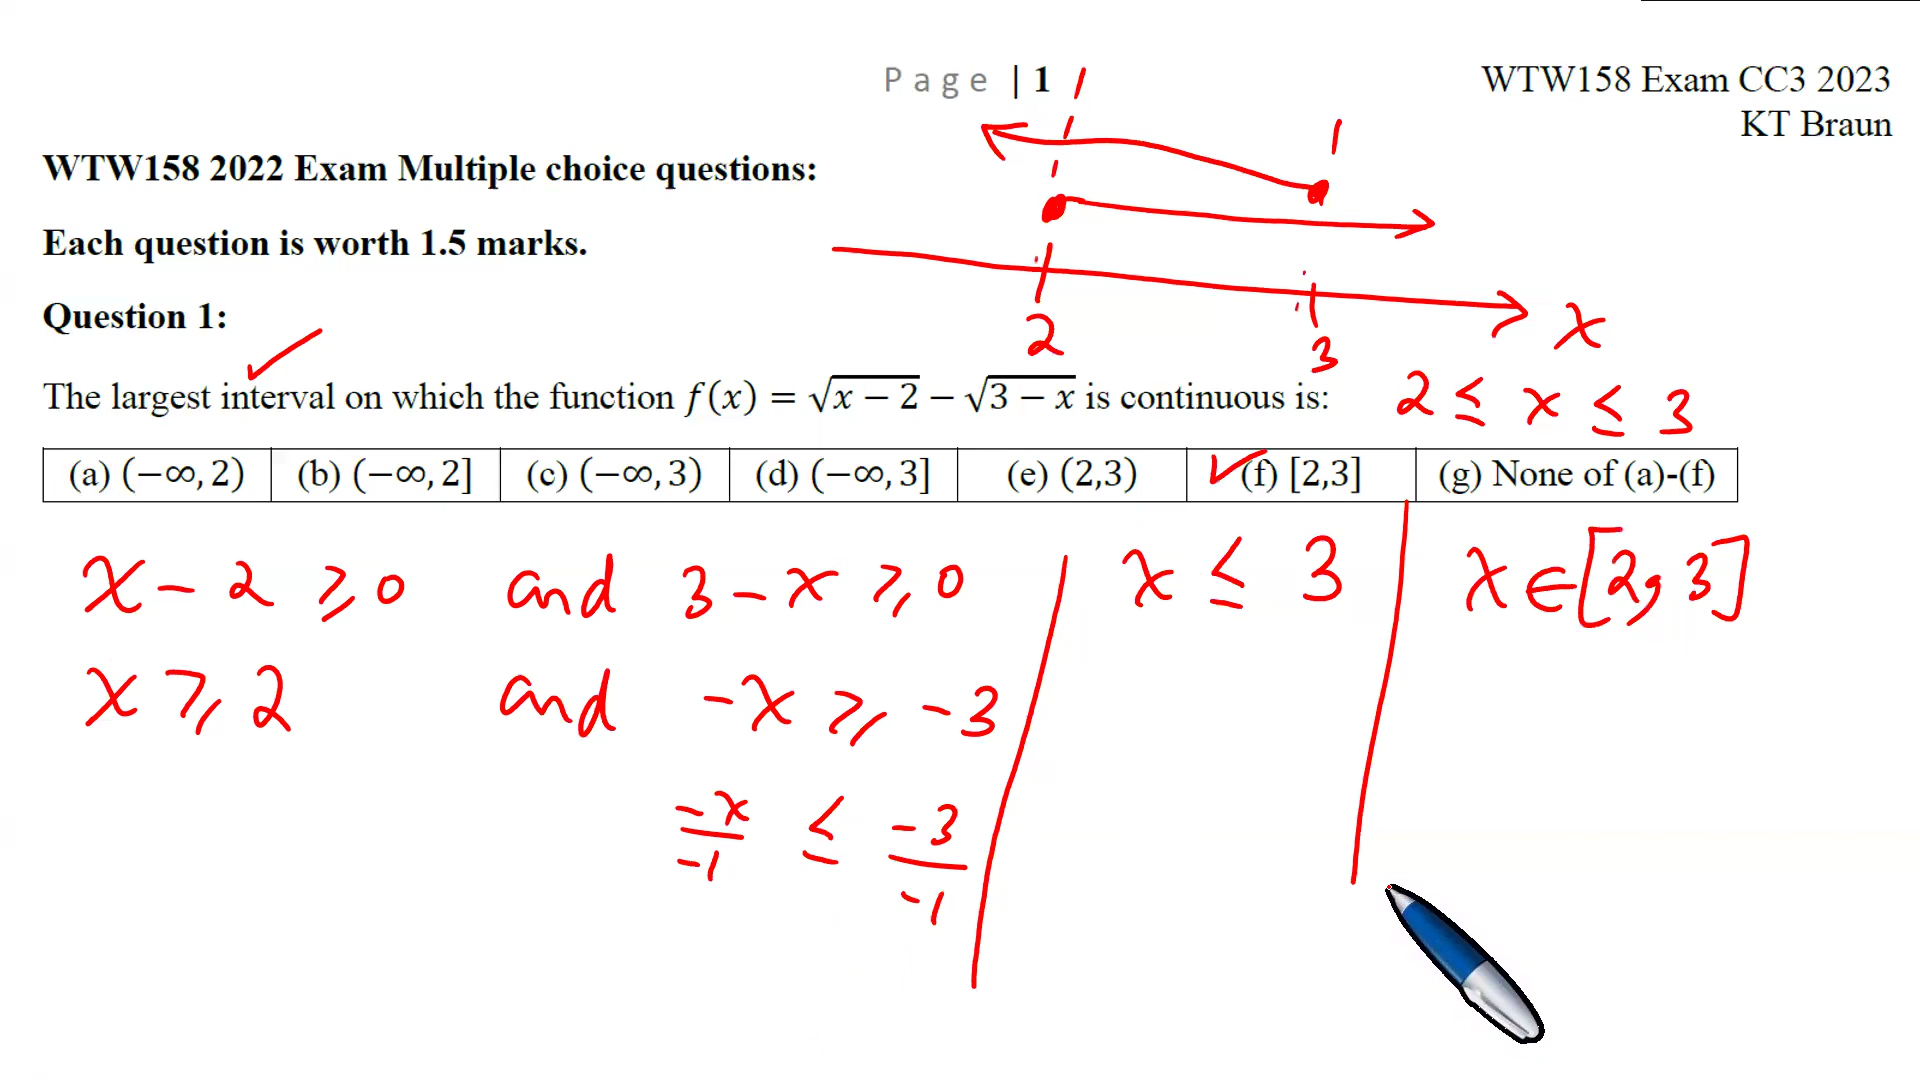 Page | 1
WTW158 Exam CC3 2023
KT Braun
WTW158 2022 Exam Multiple choice questions:
Each question is worth 1.5 marks.
2
3
x
Question 1:
The largest interval on which the function f(x) = √(x − 2) − √(3 − x) is continuous is:
2 ≤ x ≤ 3
(a) (−∞, 2) (b) (−∞, 2] (c) (−∞, 3) (d) (−∞, 3] (e) (2,3) ✓(f) [2,3] (g) None of (a)-(f)
x − 2 ≥ 0 and 3 − x ≥ 0
x ≤ 3
x ∈ [2, 3]
x ≥ 2 and −x ≥ −3
−x/−1 ≤ −3/−1